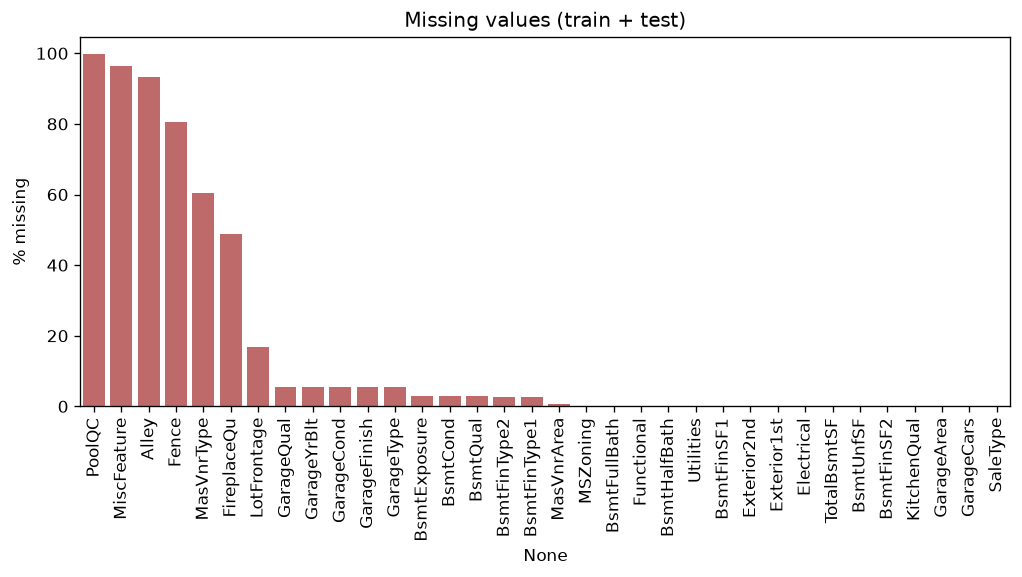 Missing values (train + test)
% missing
100
80
60
40
20
0
PoolQC
MiscFeature
Alley
Fence
MasVnrType
FireplaceQu
LotFrontage
GarageQual
GarageYrBlt
GarageCond
GarageFinish
GarageType
BsmtExposure
BsmtCond
BsmtQual
BsmtFinType2
BsmtFinType1
MasVnrArea
MSZoning
BsmtFullBath
Functional
BsmtHalfBath
Utilities
BsmtFinSF1
Exterior2nd
Exterior1st
Electrical
TotalBsmtSF
BsmtUnfSF
BsmtFinSF2
KitchenQual
GarageArea
GarageCars
SaleType
None